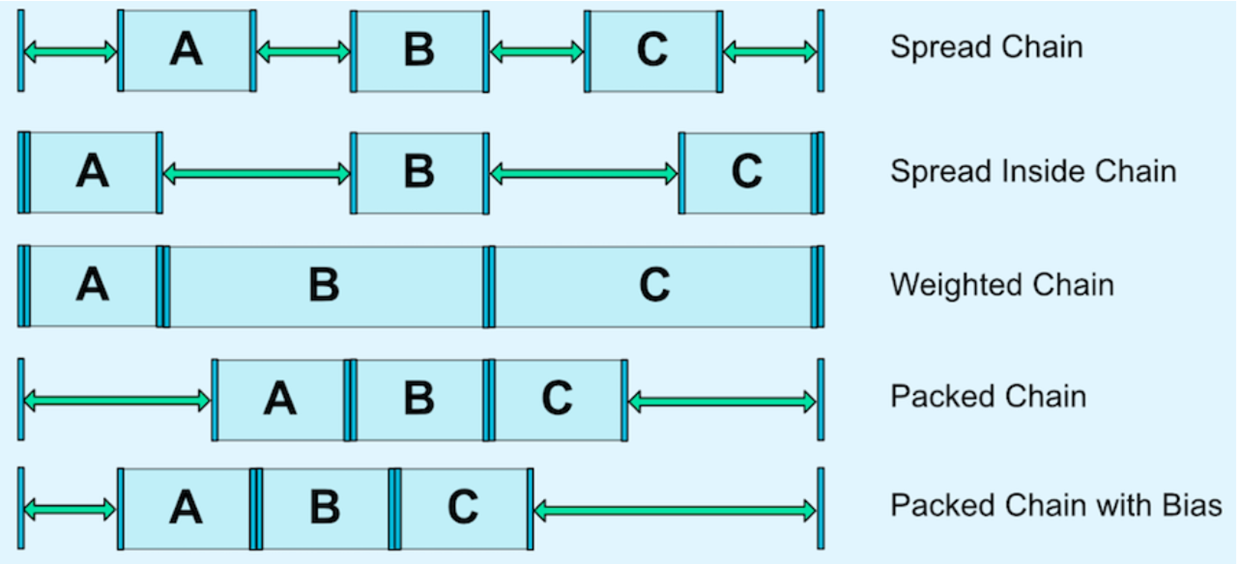 A B C Spread Chain
A B C Spread Inside Chain
A B C Weighted Chain
A B C Packed Chain
A B C Packed Chain with Bias